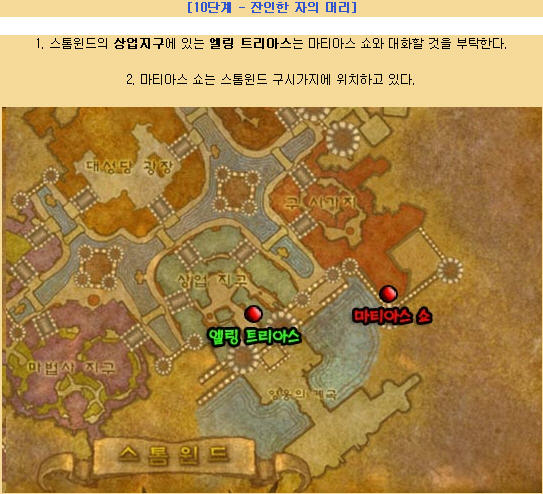 [10단계 - 잔인한 자의 머리]
1. 스톰윈드의 상업지구에 있는 엘링 트리아스는 마티아스 쇼와 대화할 것을 부탁한다.
2. 마티아스 쇼는 스톰윈드 구시가지에 위치하고 있다.
대성당 광장
구 시가지
상업 지구
엘링 트리아스
마티아스 쇼
마법사 지구
영웅의 계곡
스톰윈드